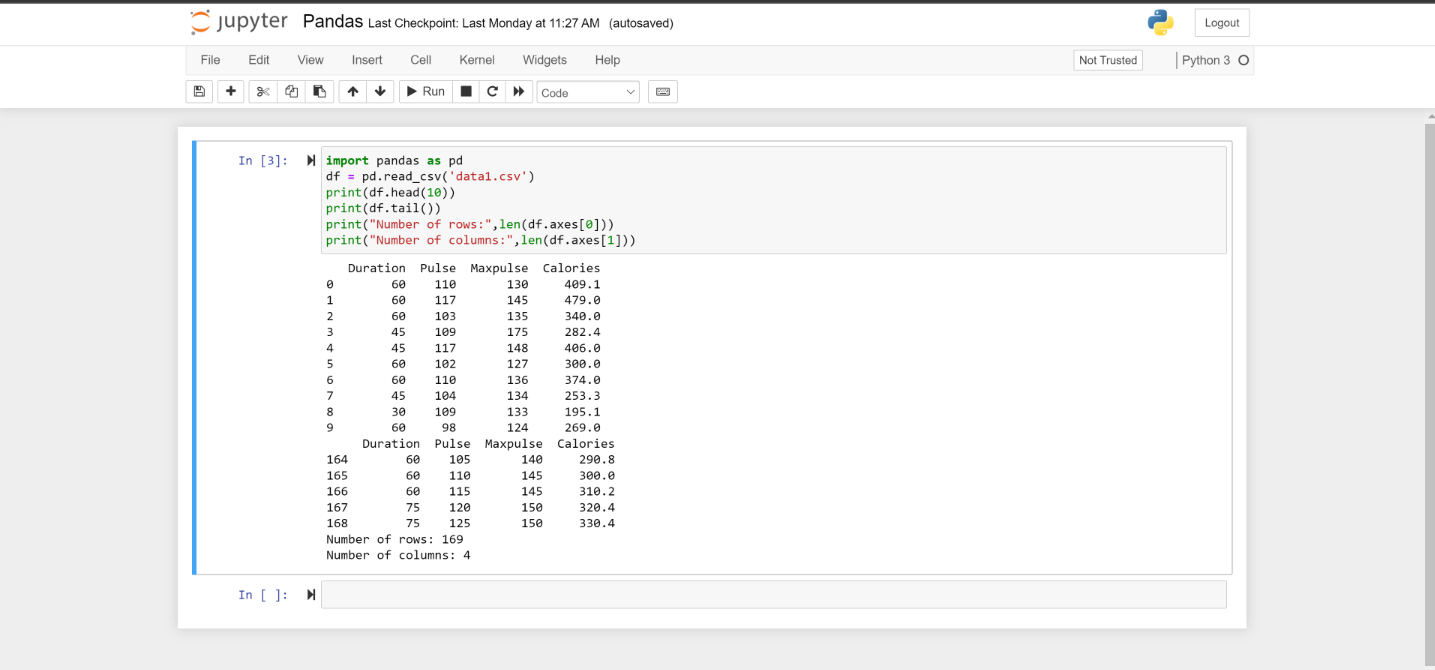 jupyter Pandas Last Checkpoint: Last Monday at 11:27 AM (autosaved) Logout
File Edit View Insert Cell Kernel Widgets Help Not Trusted Python 3
Run Code
In [3]: import pandas as pd
df = pd.read_csv('data1.csv')
print(df.head(10))
print(df.tail())
print("Number of rows:",len(df.axes[0]))
print("Number of columns:",len(df.axes[1]))
Duration Pulse Maxpulse Calories
0 60 110 130 409.1
1 60 117 145 479.0
2 60 103 135 340.0
3 45 109 175 282.4
4 45 117 148 406.0
5 60 102 127 300.0
6 60 110 136 374.0
7 45 104 134 253.3
8 30 109 133 195.1
9 60 98 124 269.0
Duration Pulse Maxpulse Calories
164 60 105 140 290.8
165 60 110 145 300.0
166 60 115 145 310.2
167 75 120 150 320.4
168 75 125 150 330.4
Number of rows: 169
Number of columns: 4
In [ ]: